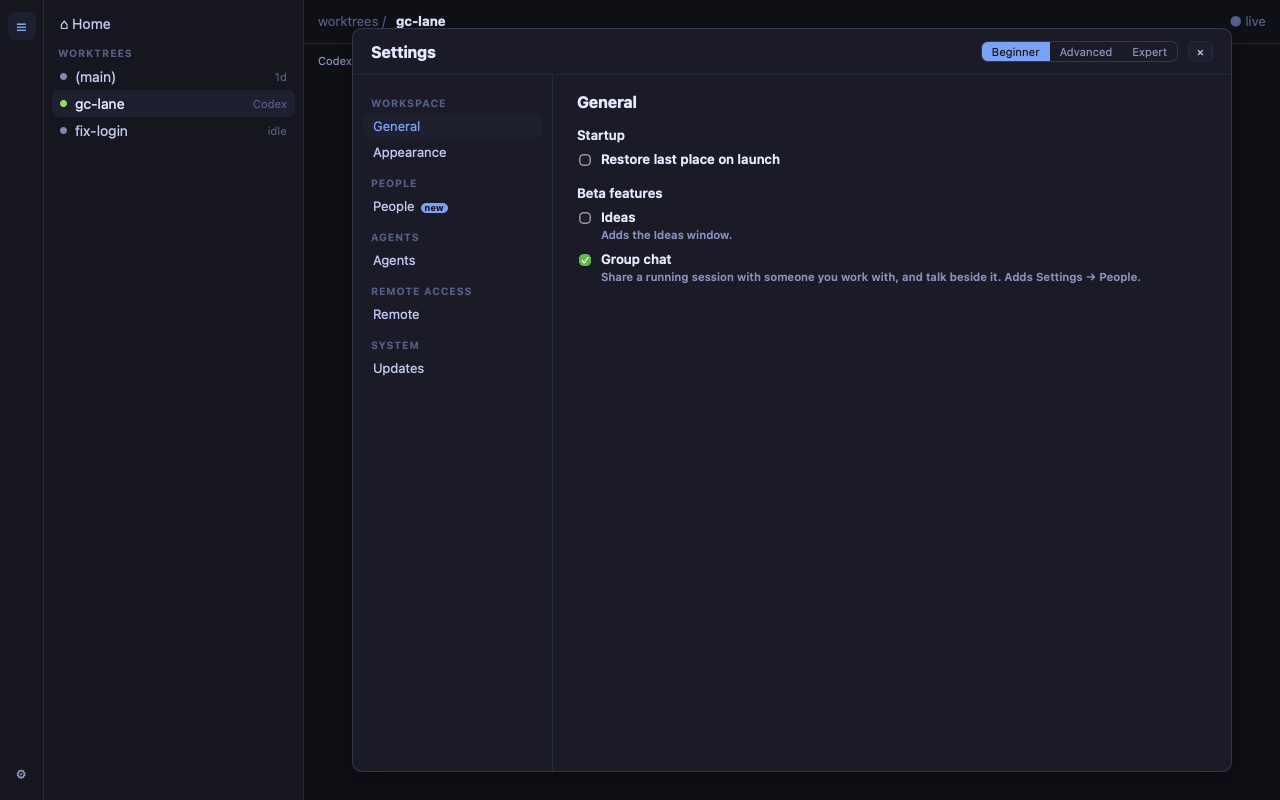 Home
WORKTREES
(main) 1d
gc-lane Codex
fix-login idle
worktrees / gc-lane
live
Codex
Settings
Beginner Advanced Expert
WORKSPACE
General
Appearance
PEOPLE
People new
AGENTS
Agents
REMOTE ACCESS
Remote
SYSTEM
Updates
General
Startup
Restore last place on launch
Beta features
Ideas
Adds the Ideas window.
Group chat
Share a running session with someone you work with, and talk beside it. Adds Settings → People.